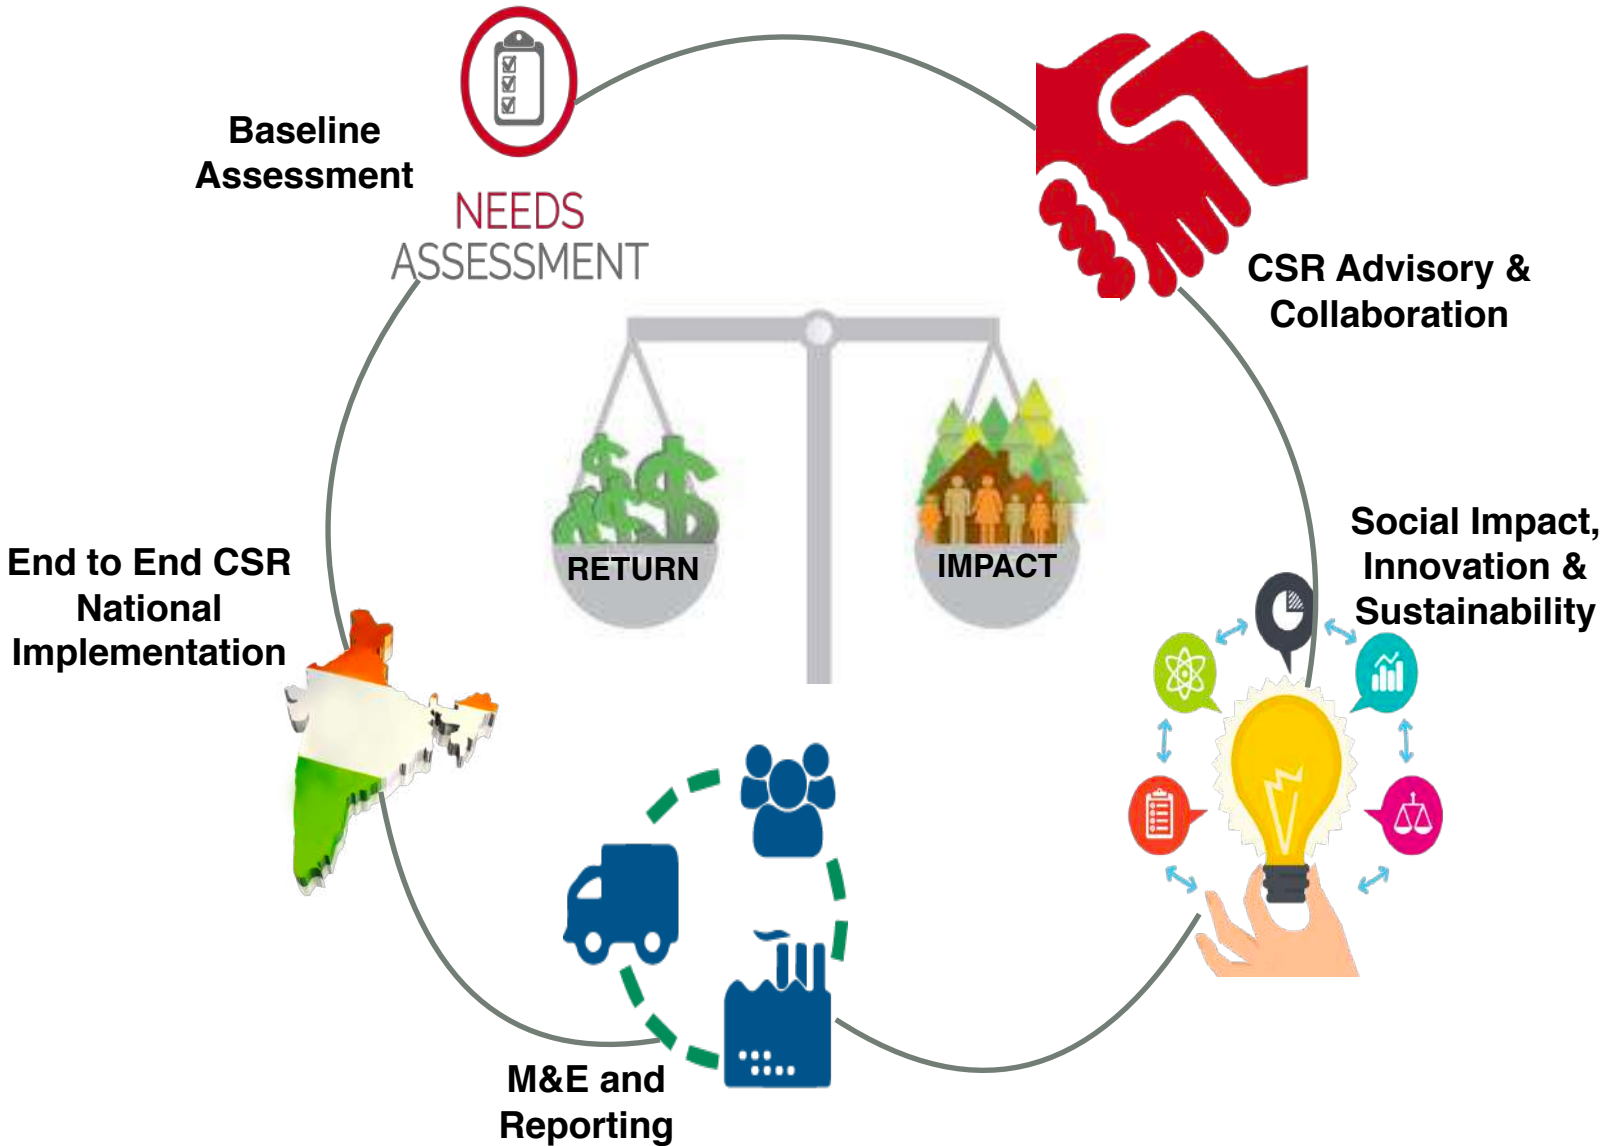 Baseline
Assessment
NEEDS
ASSESSMENT
CSR Advisory &
Collaboration
RETURN
IMPACT
Social Impact,
Innovation &
Sustainability
End to End CSR
National
Implementation
M&E and
Reporting